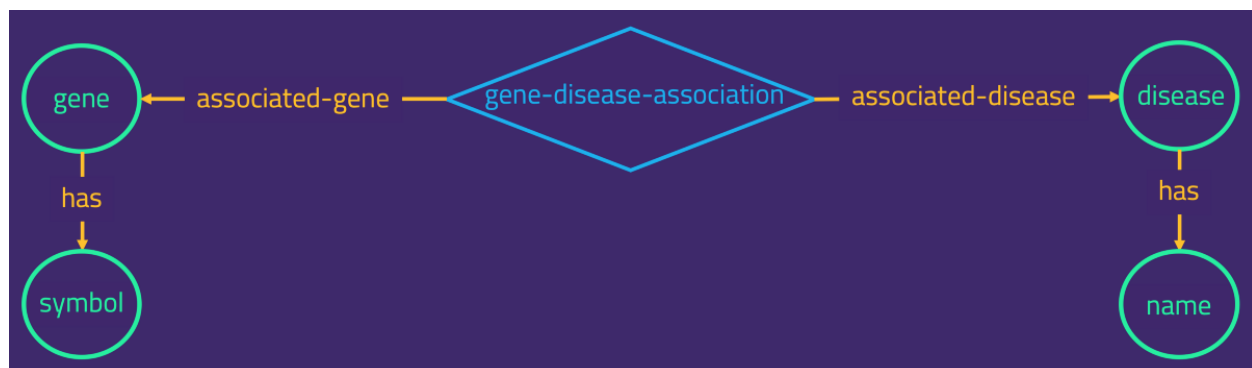 gene
associated-gene
gene-disease-association
associated-disease
disease
has
has
symbol
name